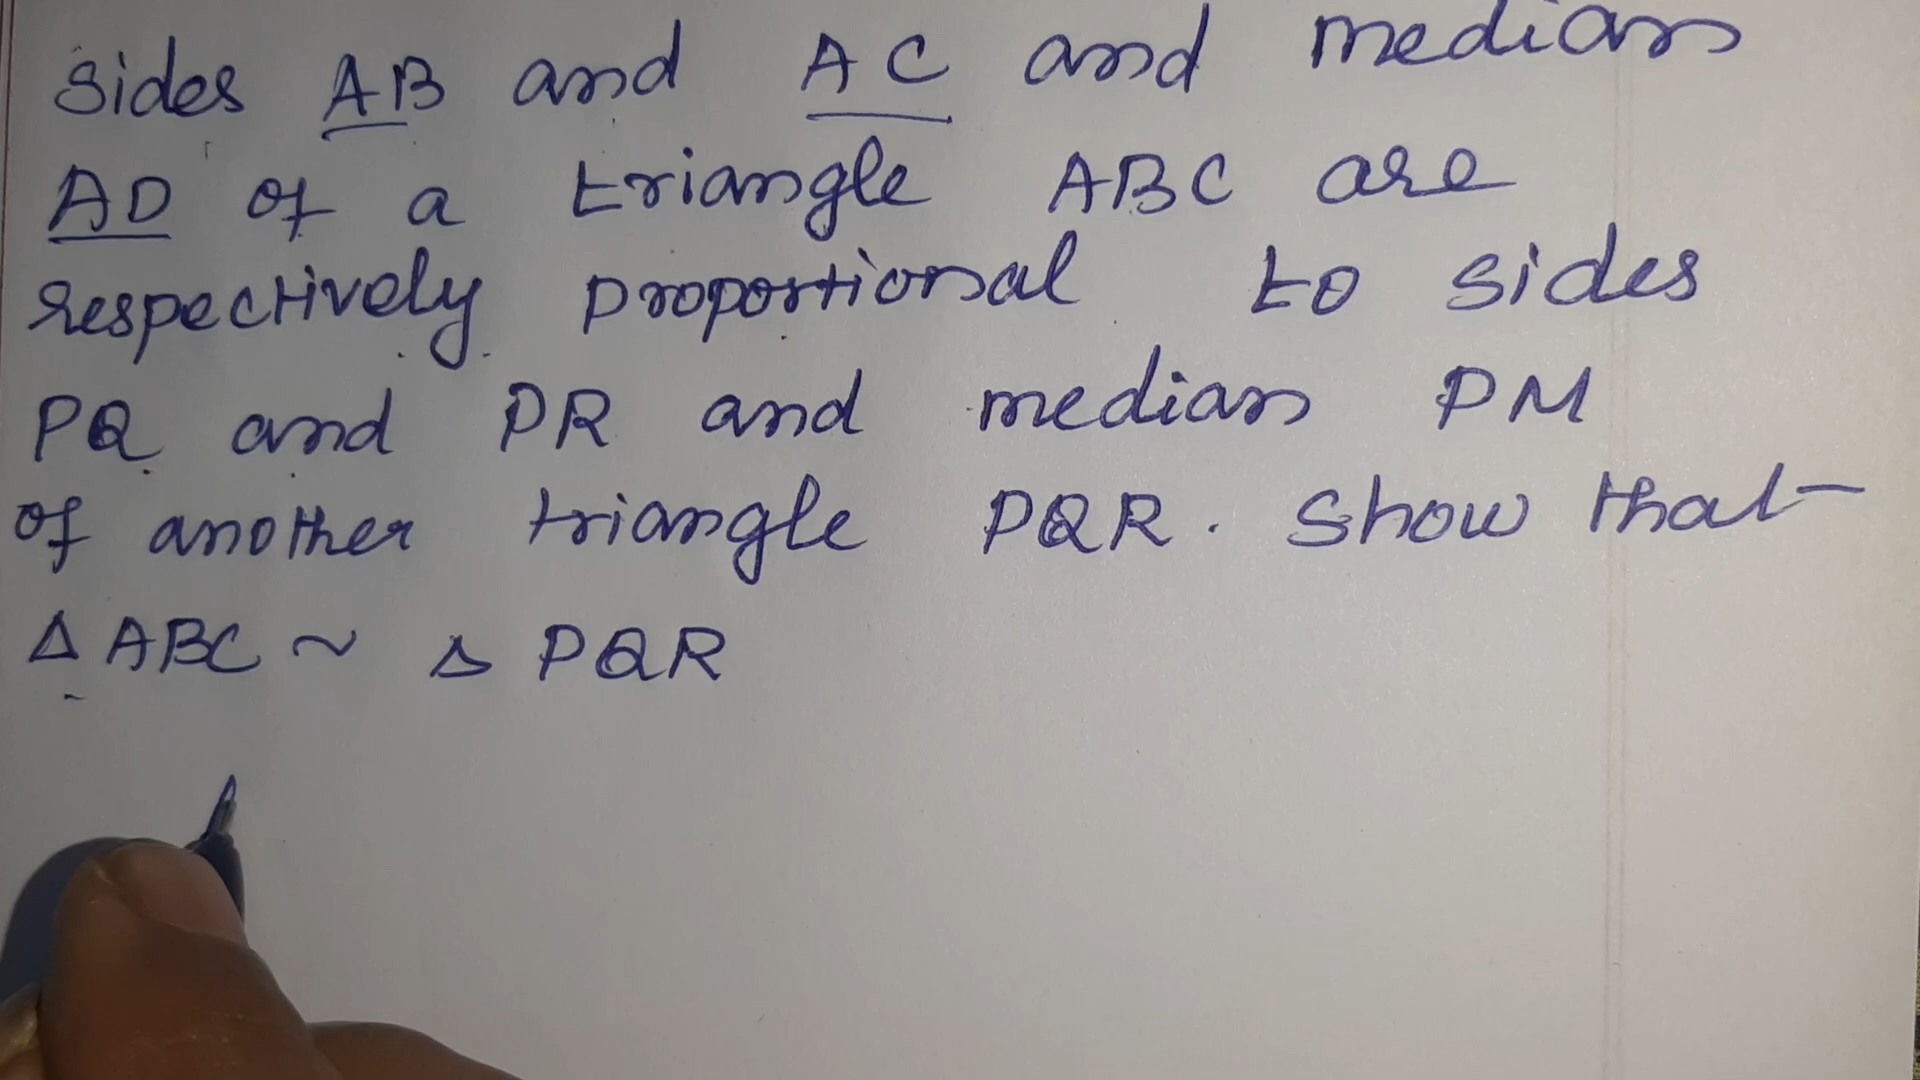 Sides AB and AC and median
AD of a triangle ABC are
respectively proportional to sides
PQ and PR and median PM
of another triangle PQR. Show that
Δ ABC ~ Δ PQR